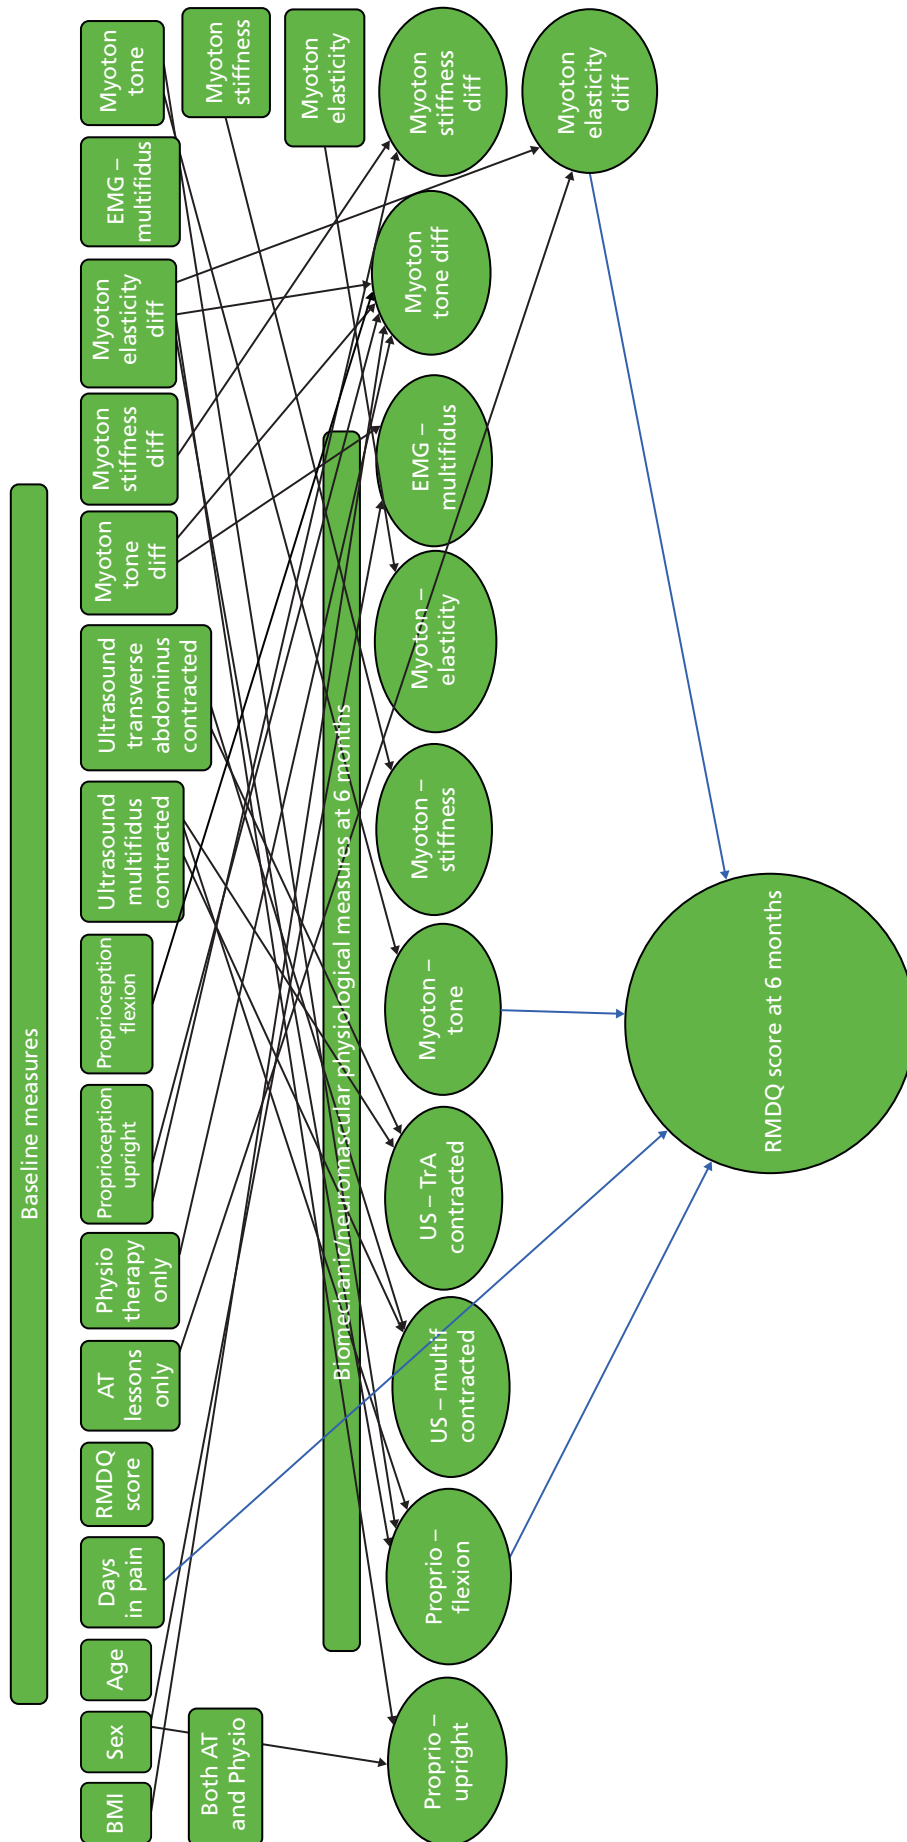 Baseline measures
BMI
Sex
Age
Days
in pain
RMDQ
score
AT
lessons
only
Physio
therapy
only
Proprioception
upright
Proprioception
flexion
Ultrasound
multifidus
contracted
Ultrasound
transverse
abdominus
contracted
Myoton
tone
diff
Myoton
stiffness
diff
Myoton
elasticity
diff
EMG –
multifidus
Myoton
tone
Both AT
and Physio
Myoton
stiffness
Myoton
elasticity
Biomechanic/neuromascular physiological measures at 6 months
Proprio –
upright
Proprio –
flexion
US – multif
contracted
US – TrA
contracted
Myoton –
tone
Myoton –
stiffness
Myoton –
elasticity
EMG –
multifidus
Myoton
tone diff
Myoton
stiffness
diff
Myoton
elasticity
diff
RMDQ score at 6 months